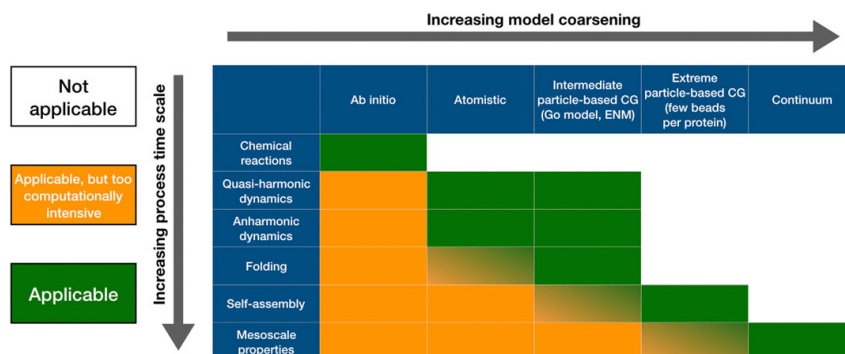 Increasing model coarsening
Not
applicable
Applicable, but too
computationally
intensive
Applicable
Increasing process time scale
Ab initio
Atomistic
Intermediate
particle-based CG
(Go model, ENM)
Extreme
particle-based CG
(few beads
per protein)
Continuum
Chemical
reactions
Quasi-harmonic
dynamics
Anharmonic
dynamics
Folding
Self-assembly
Mesoscale
properties